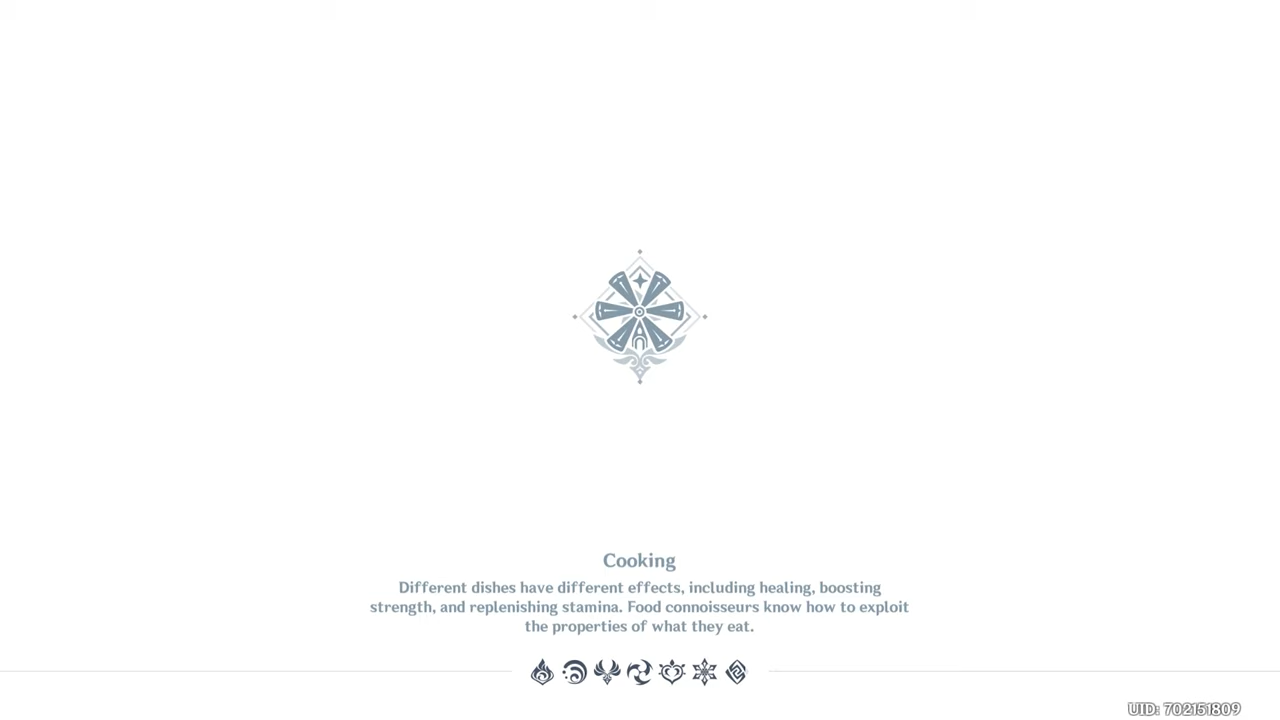 Cooking
Different dishes have different effects, including healing, boosting
strength, and replenishing stamina. Food connoisseurs know how to exploit
the properties of what they eat.
UID: 702151809